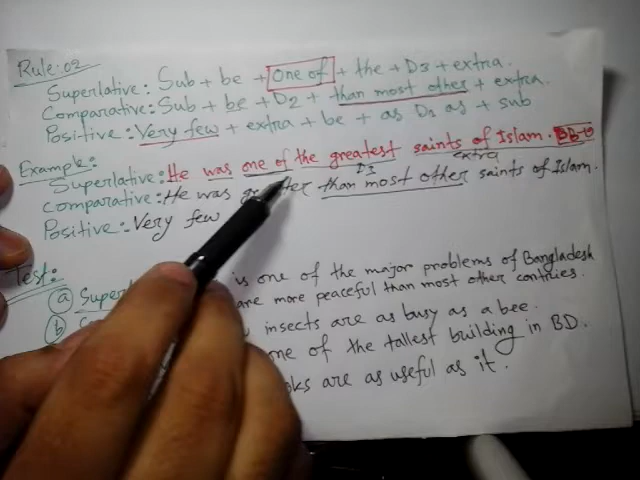 Rule: 02
Superlative: Sub + be + one of + the + D3 + extra.
Comparative: Sub + be + D2 + than most other + extra.
Positive: Very few + extra + be + as D1 as + sub
Example:
Superlative: He was one of the greatest saints of Islam.
extra
Comparative: He was than most other saints of Islam.
Positive: Very few
Test:
a is one of the major problems of Bangladesh
b are more peaceful than most other contries.
insects are as busy as a bee.
one of the tallest building in BD.
are as useful as it.